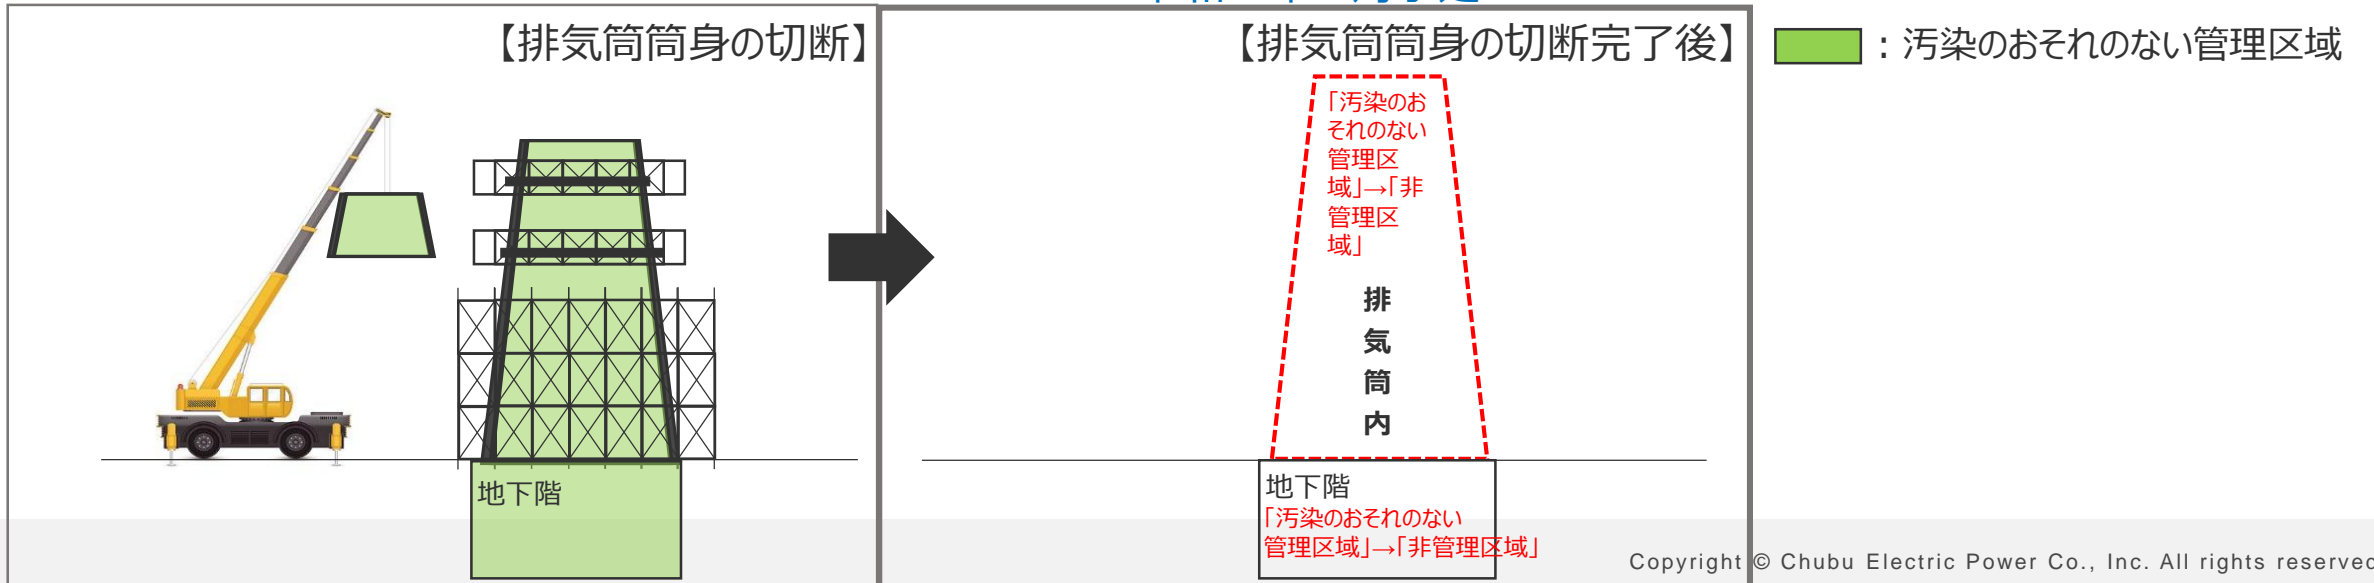 【排気筒筒身の切断】
【排気筒筒身の切断完了後】
：汚染のおそれのない管理区域
「汚染のお
それのない
管理区
域」→「非
管理区
域」
排
気
筒
内
地下階
地下階
「汚染のおそれのない
管理区域」→「非管理区域」
Copyright © Chubu Electric Power Co., Inc. All rights reserved